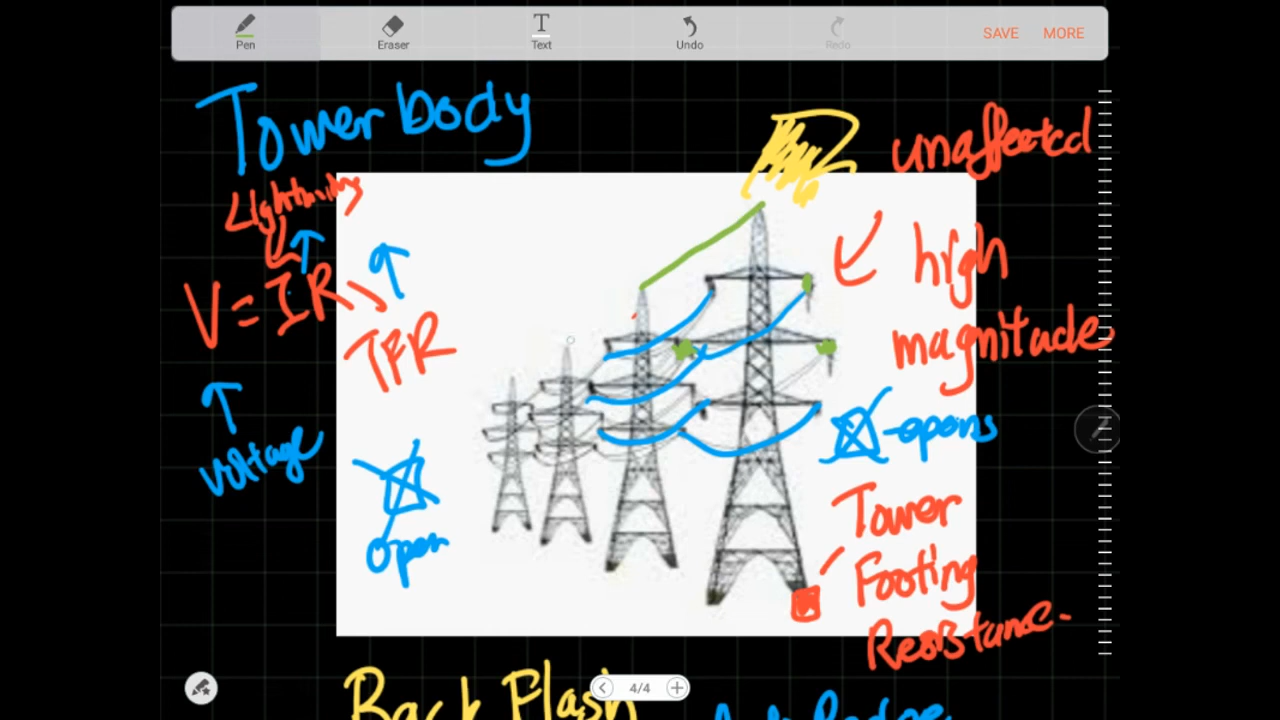 Pen Eraser Text Undo Redo SAVE MORE
Tower body
Lightning
V = IR
TFR
voltage
open
unaffected
high
magnitude
opens
Tower
Footing
Resistance.
Back Flash
4/4